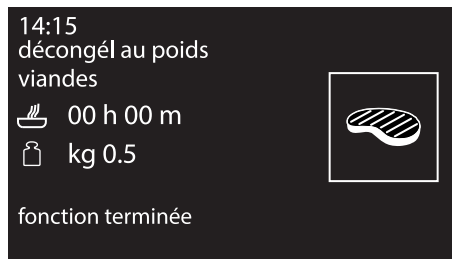 14:15
décongél au poids
viandes
00 h 00 m
kg 0.5
fonction terminée